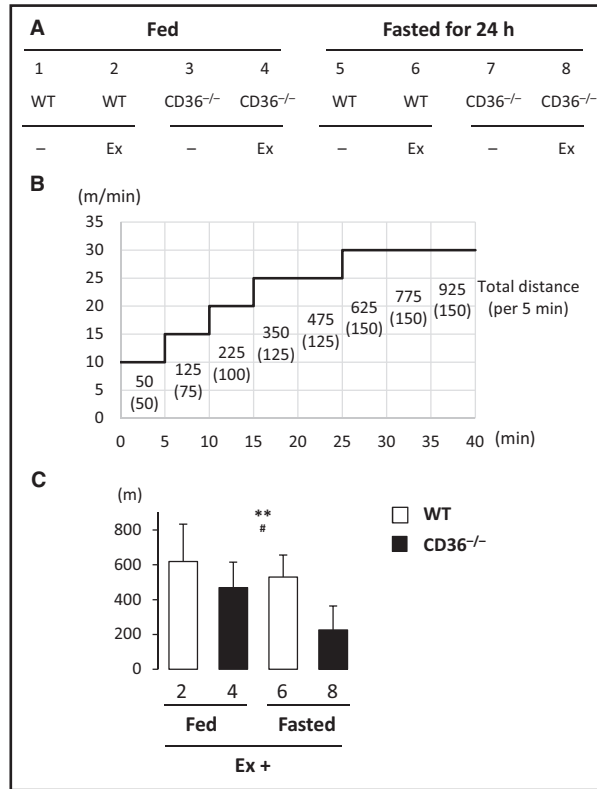 A
Fed Fasted for 24 h
1 2 3 4 5 6 7 8
WT WT CD36–/– CD36–/– WT WT CD36–/– CD36–/–
– Ex – Ex – Ex – Ex
B
(m/min)
35
30
25
20
15
10
5
0
50 125 225 350 475 625 775 925 Total distance
(50) (75) (100) (125) (125) (150) (150) (150) (per 5 min)
0 5 10 15 20 25 30 35 40 (min)
C
(m)
800
600
400
200
0
**
#
WT
CD36–/–
2 4 6 8
Fed Fasted
Ex +